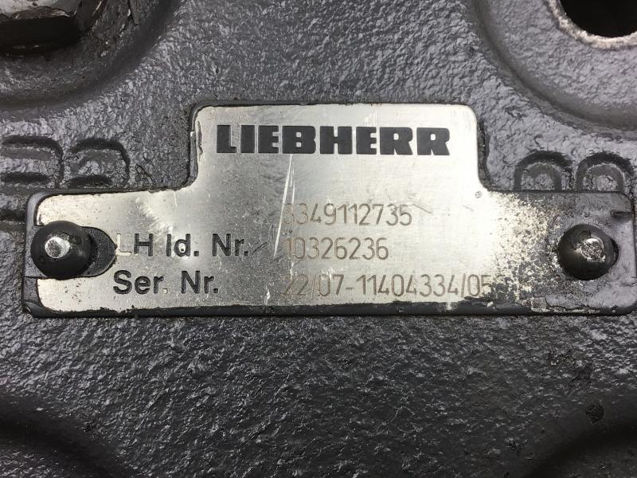 LIEBHERR
3349112735
LH Id. Nr. 10326236
Ser. Nr. 22/07-11404334/05